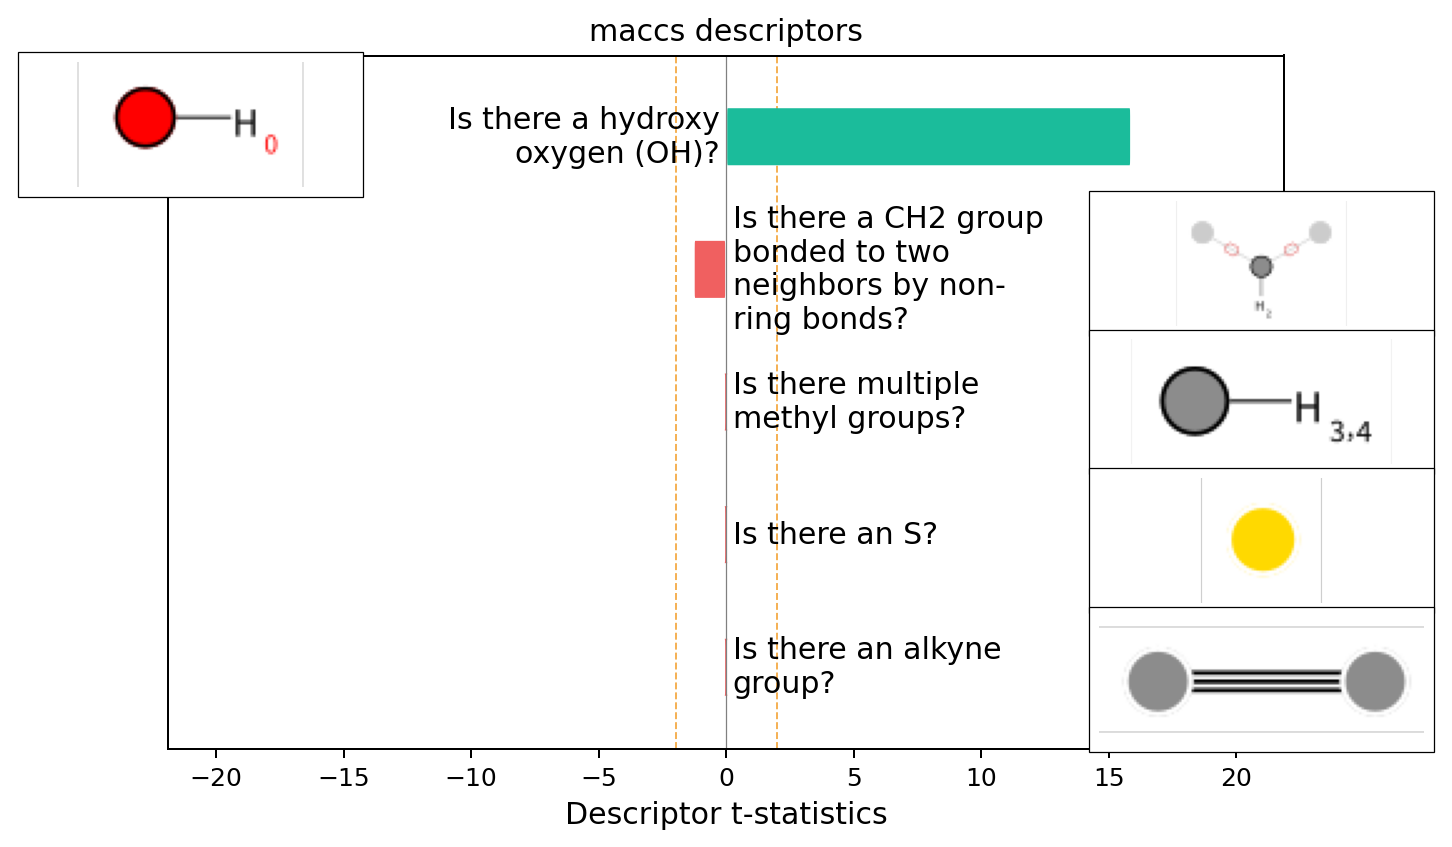 maccs descriptors
H
0
Is there a hydroxy
oxygen (OH)?
Is there a CH2 group
bonded to two
neighbors by non-
ring bonds?
H
2
Is there multiple
methyl groups?
H
3,4
Is there an S?
Is there an alkyne
group?
−20 −15 −10 −5 0 5 10 15 20
Descriptor t-statistics